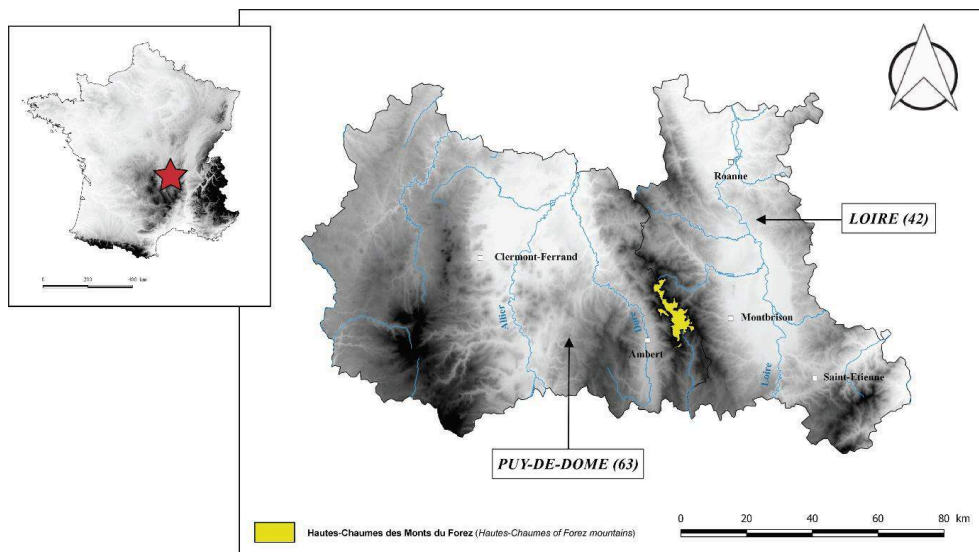 0 200 400 km
Roanne
LOIRE (42)
Clermont-Ferrand
Allier
Dore
Montbrison
Ambert
Loire
Saint-Etienne
PUY-DE-DOME (63)
Hautes-Chaumes des Monts du Forez (Hautes-Chaumes of Forez mountains)
0 20 40 60 80 km